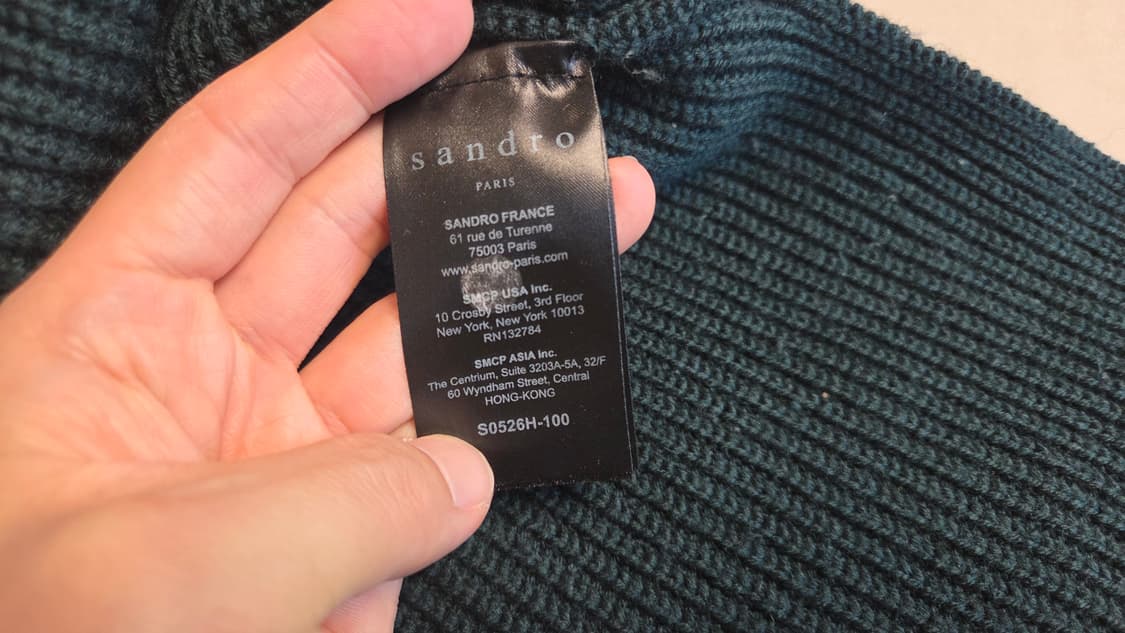 sandro
PARIS
SANDRO FRANCE
61 rue de Turenne
75003 Paris
www.sandro-paris.com
SMCP USA Inc.
10 Crosby Street, 3rd Floor
New York, New York 10013
RN132784
SMCP ASIA Inc.
The Centrium, Suite 3203A-5A, 32/F
60 Wyndham Street, Central
HONG-KONG
S0526H-100